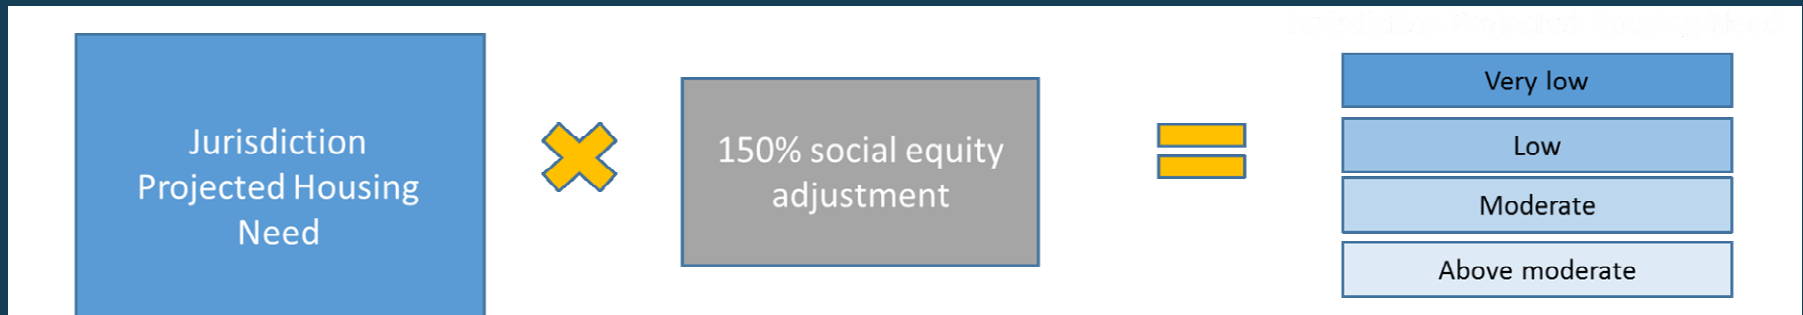 Jurisdiction
Projected Housing
Need
150% social equity
adjustment
Very low
Low
Moderate
Above moderate